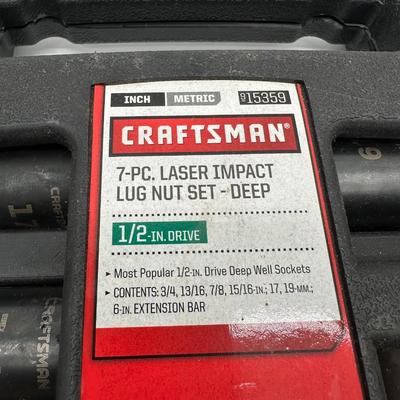 INCH METRIC 915359
CRAFTSMAN®
7-PC. LASER IMPACT
LUG NUT SET - DEEP
1/2-IN. DRIVE
▸ Most Popular 1/2-IN. Drive Deep Well Sockets
▸ CONTENTS: 3/4, 13/16, 7/8, 15/16-IN.; 17, 19-MM.;
6-IN. EXTENSION BAR
CRAFTSMAN